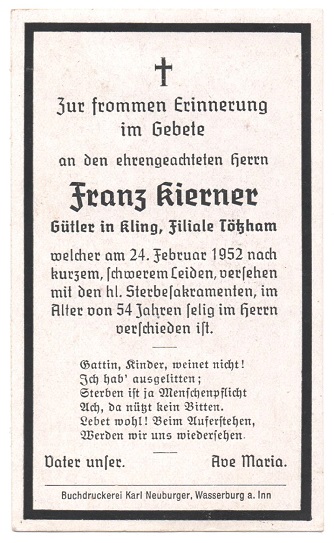 Zur frommen Erinnerung
im Gebete
an den ehrengeachteten Herrn
Franz Kierner
Gütler in Kling, Filiale Tötzham
welcher am 24. Februar 1952 nach
kurzem, schwerem Leiden, versehen
mit den hl. Sterbesakramenten, im
Alter von 54 Jahren selig im Herrn
verschieden ist.
Gattin, Kinder, weinet nicht!
Ich hab' ausgelitten;
Sterben ist ja Menschenpflicht
Ach, da nützt kein Bitten.
Lebet wohl! Beim Auferstehen,
Werden wir uns wiedersehen.
Vater unser. Ave Maria.
Buchdruckerei Karl Neuburger, Wasserburg a. Inn